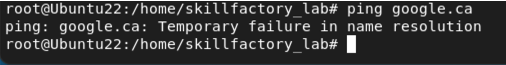 root@Ubuntu22:/home/skillfactory_lab# ping google.ca
ping: google.ca: Temporary failure in name resolution
root@Ubuntu22:/home/skillfactory_lab#